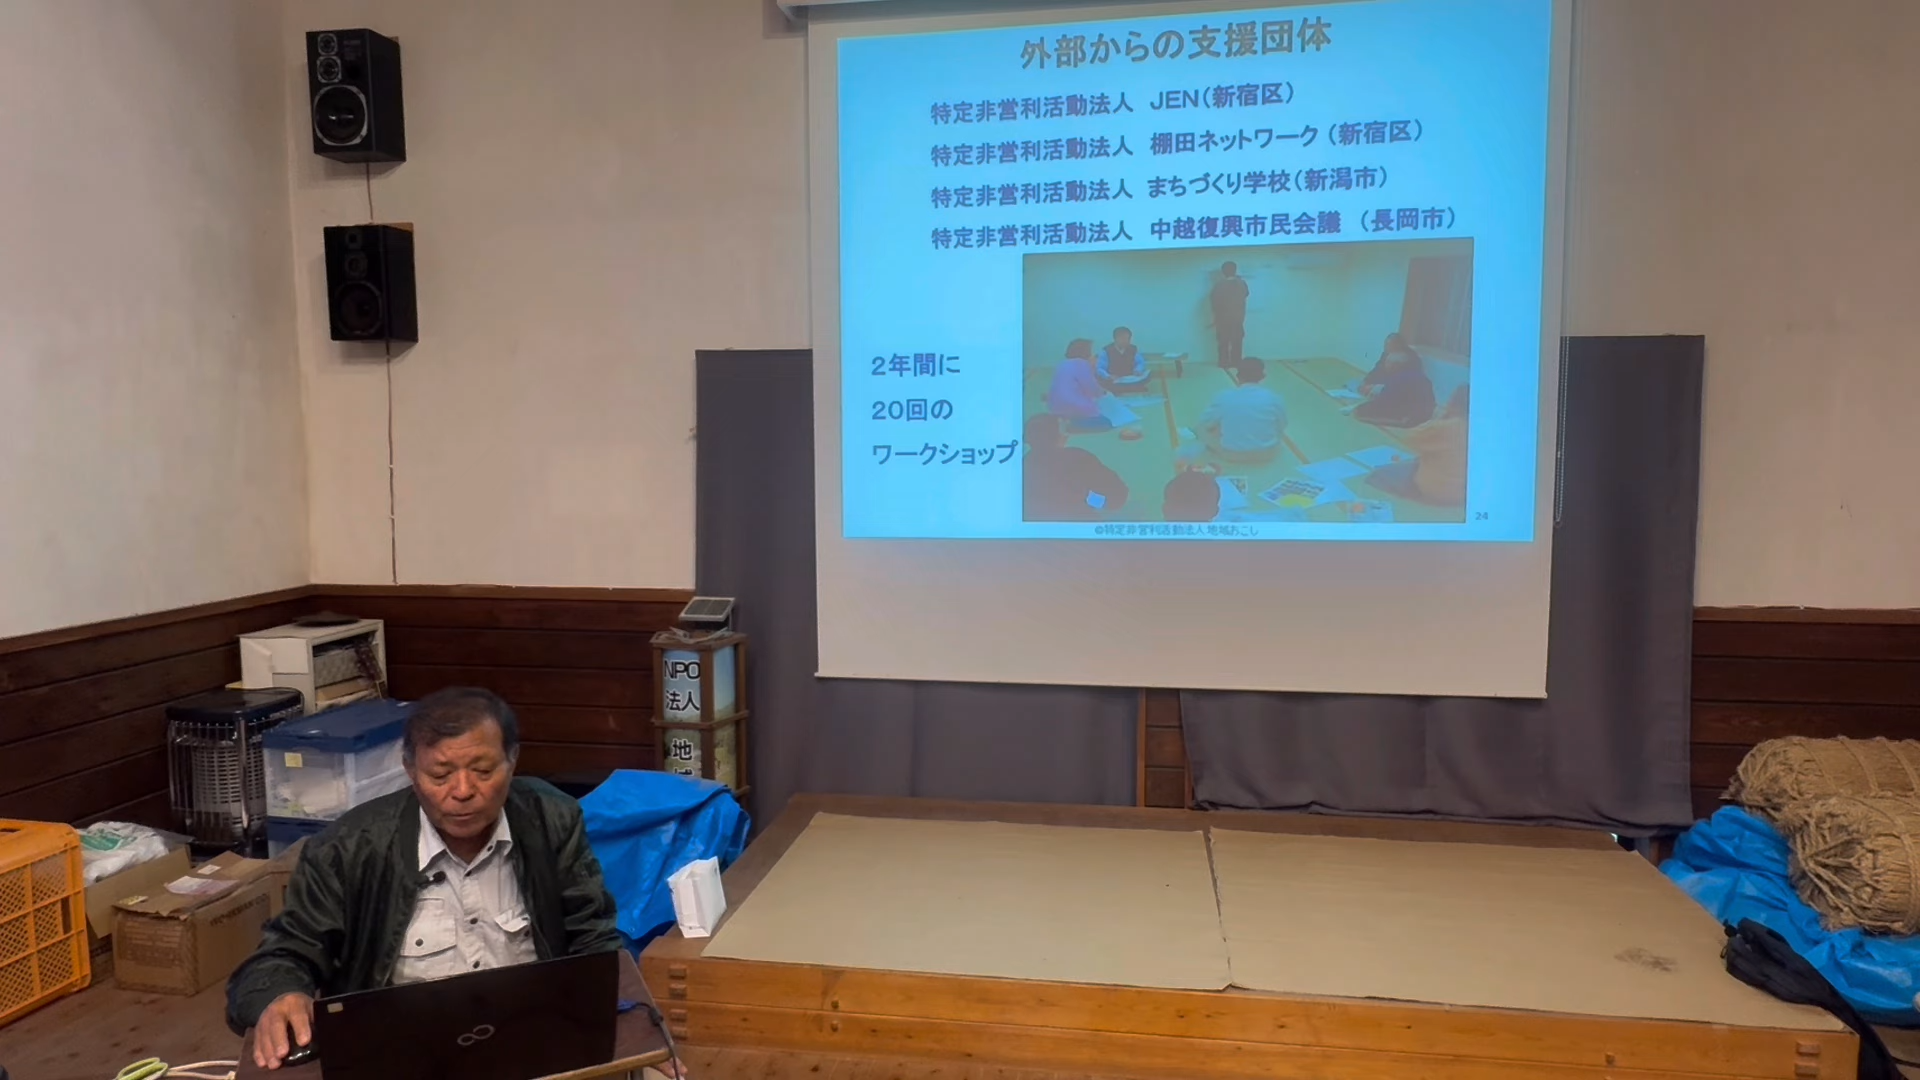 外部からの支援団体
特定非営利活動法人 JEN(新宿区)
特定非営利活動法人 棚田ネットワーク (新宿区)
特定非営利活動法人 まちづくり学校(新潟市)
特定非営利活動法人 中越復興市民会議 (長岡市)
2年間に
20回の
ワークショップ
24
©特定非営利活動法人地域おこし
NPO
法人
地
域